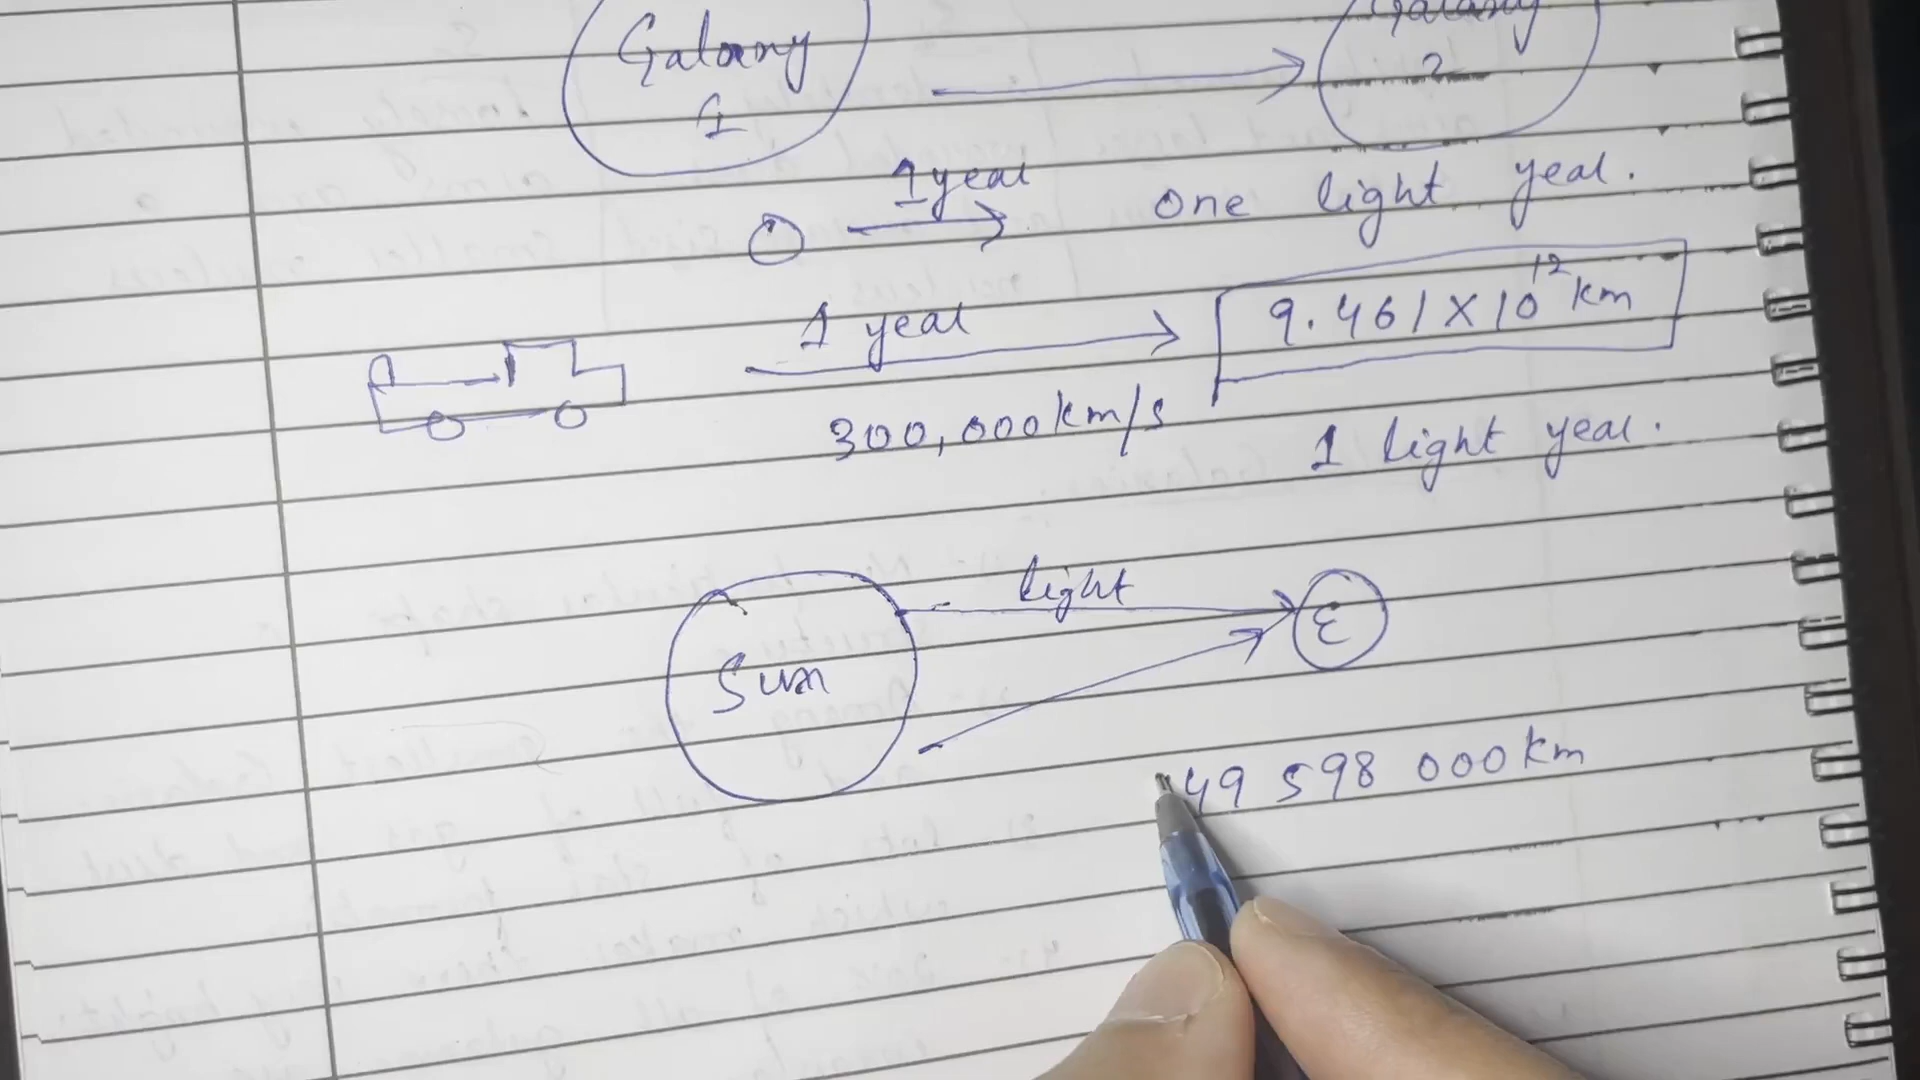 Galaxy Galaxy
1 2
1 year one light year.
1 year 9.461 X 10¹² km
300,000 km/s 1 light year.
light
Sun E
49 598 000 km